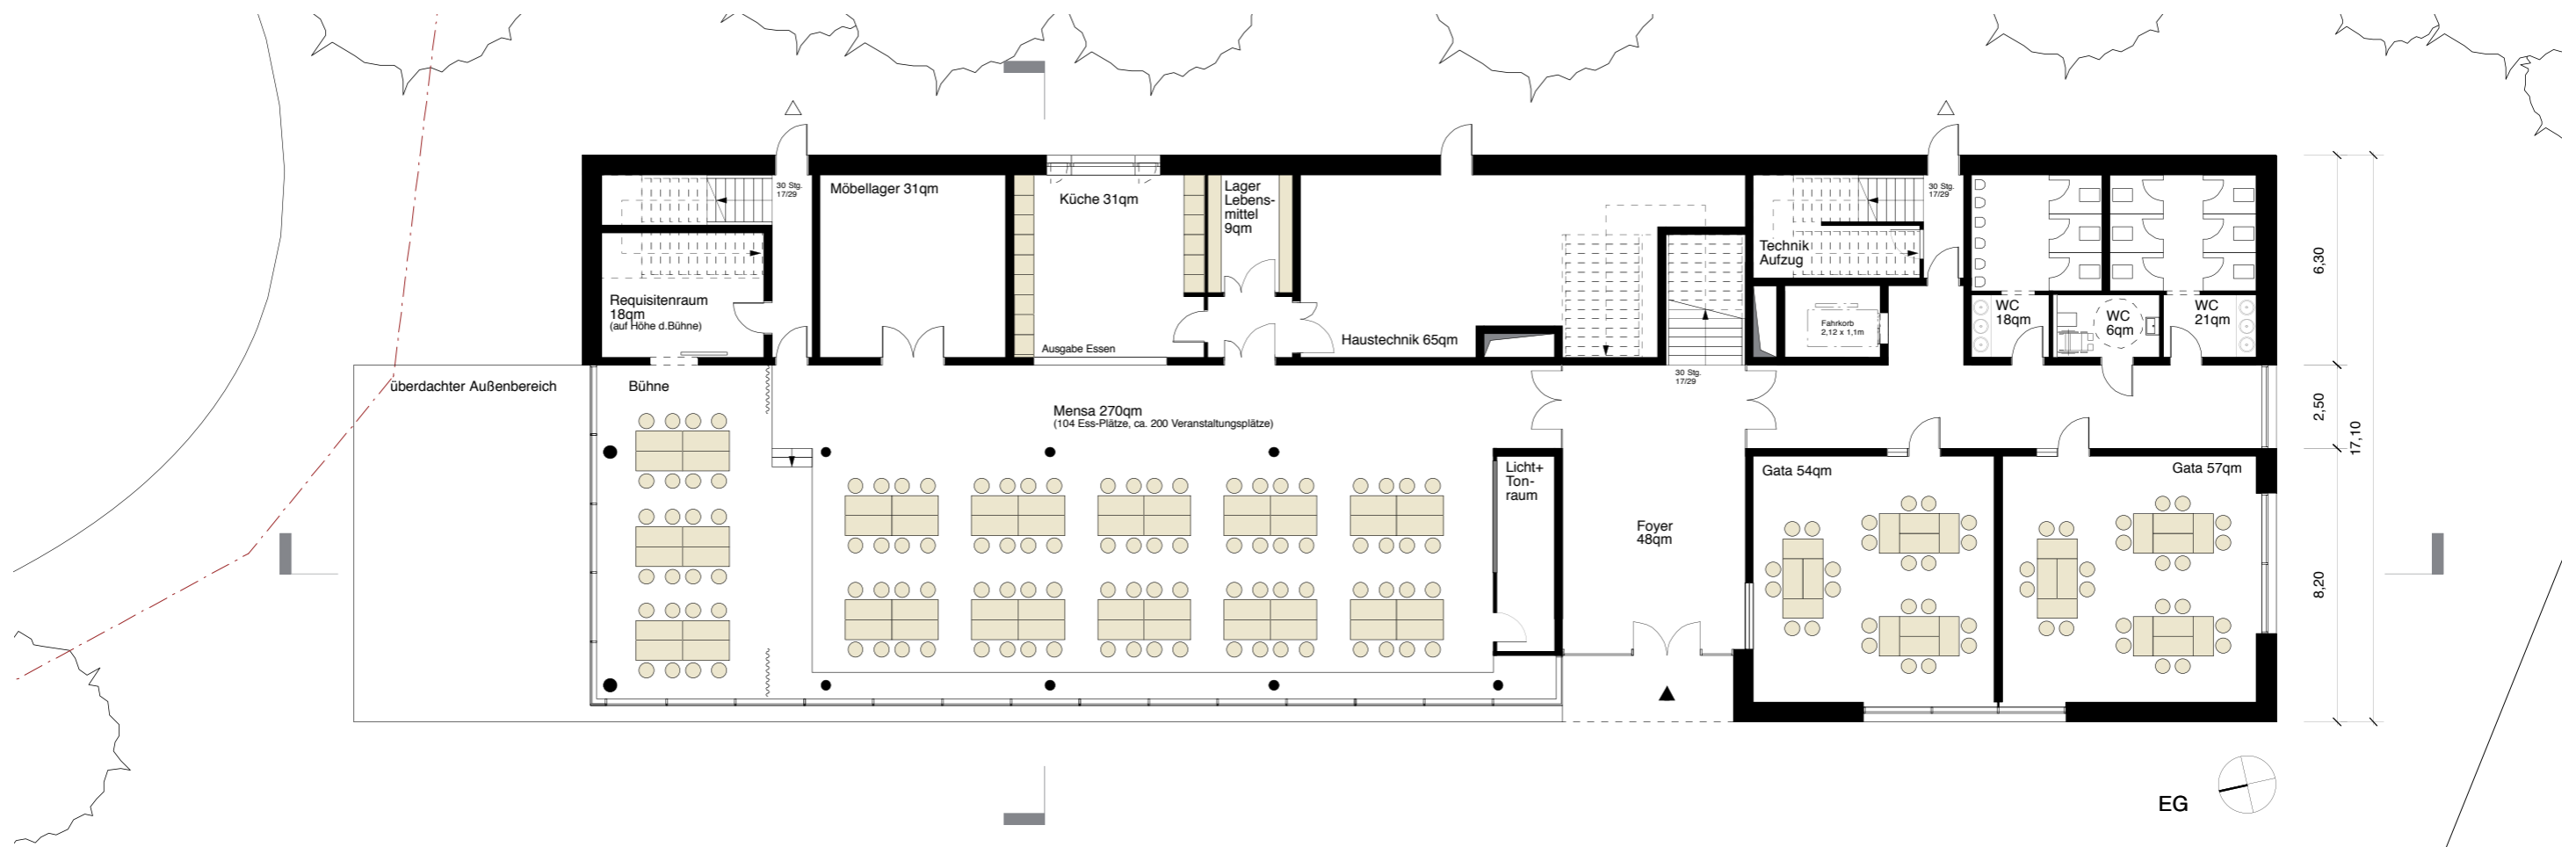 30 Stg.
17/29
Möbellager 31qm
Küche 31qm
Lager
Lebens-
mittel
9qm
30 Stg.
17/29
Technik
Aufzug
6,30
Requisitenraum
18qm
(auf Höhe d.Bühne)
Ausgabe Essen
Haustechnik 65qm
Fahrkorb
2,12 x 1,1m
WC
18qm
WC
6qm
WC
21qm
überdachter Außenbereich
Bühne
30 Stg.
17/29
Mensa 270qm
(104 Ess-Plätze, ca. 200 Veranstaltungsplätze)
2,50
17,10
Licht+
Ton-
raum
Gata 54qm
Gata 57qm
Foyer
48qm
8,20
EG